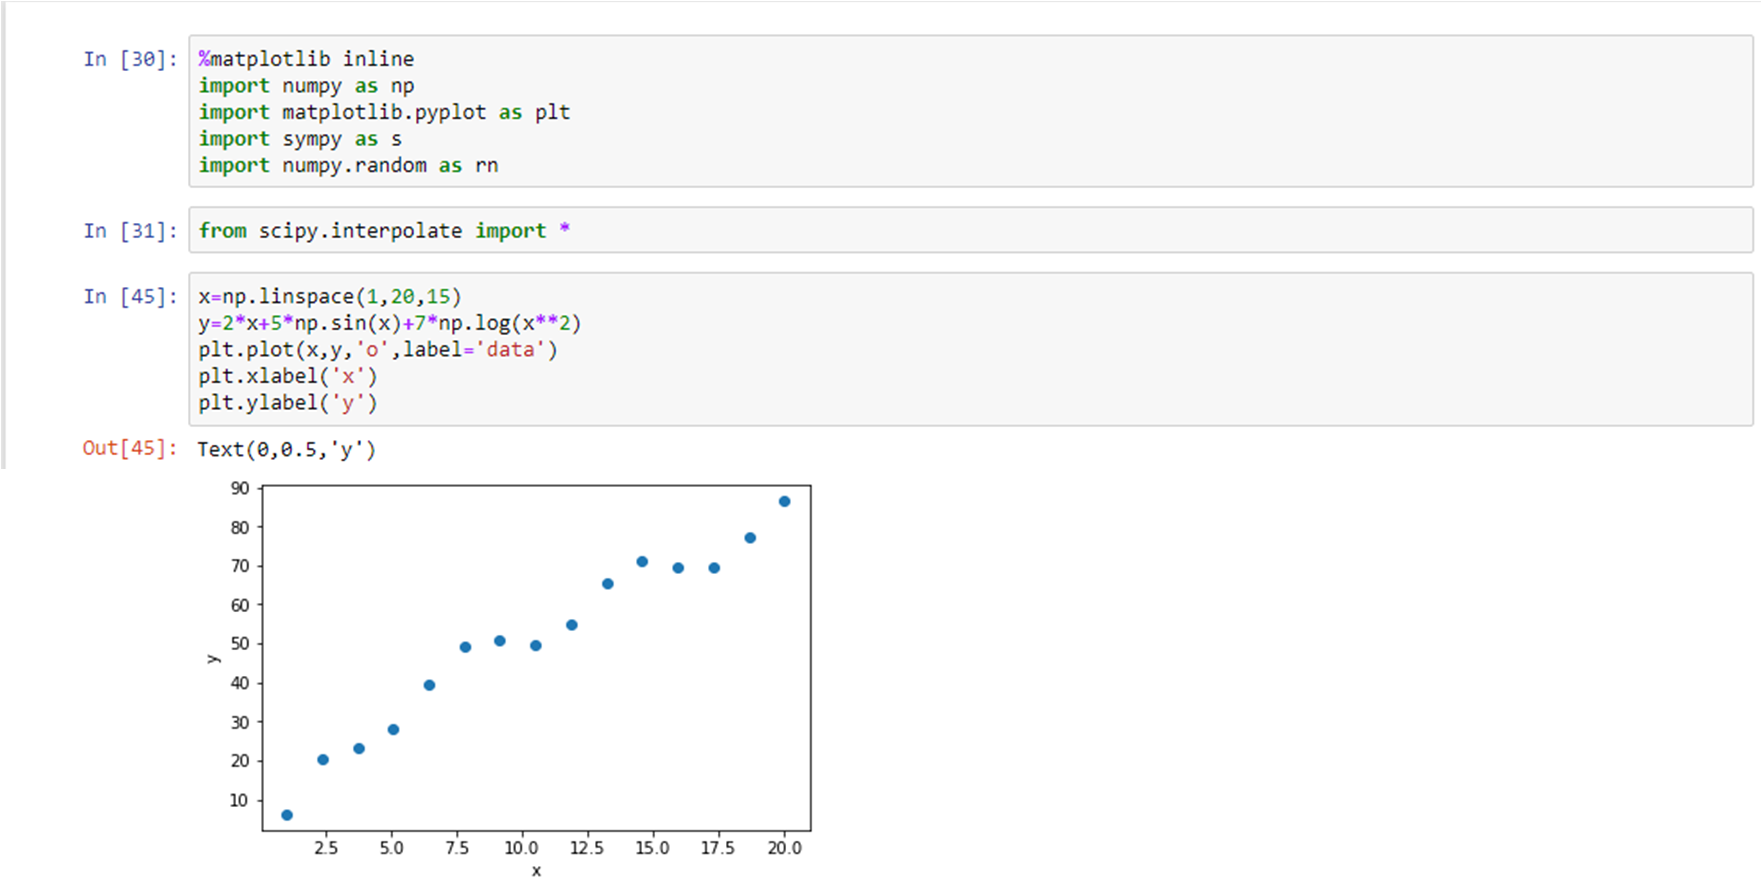 In [30]: %matplotlib inline
import numpy as np
import matplotlib.pyplot as plt
import sympy as s
import numpy.random as rn
In [31]: from scipy.interpolate import *
In [45]: x=np.linspace(1,20,15)
y=2*x+5*np.sin(x)+7*np.log(x**2)
plt.plot(x,y,'o',label='data')
plt.xlabel('x')
plt.ylabel('y')
Out[45]: Text(0,0.5,'y')
90
80
70
60
50
y
40
30
20
10
2.5 5.0 7.5 10.0 12.5 15.0 17.5 20.0
x